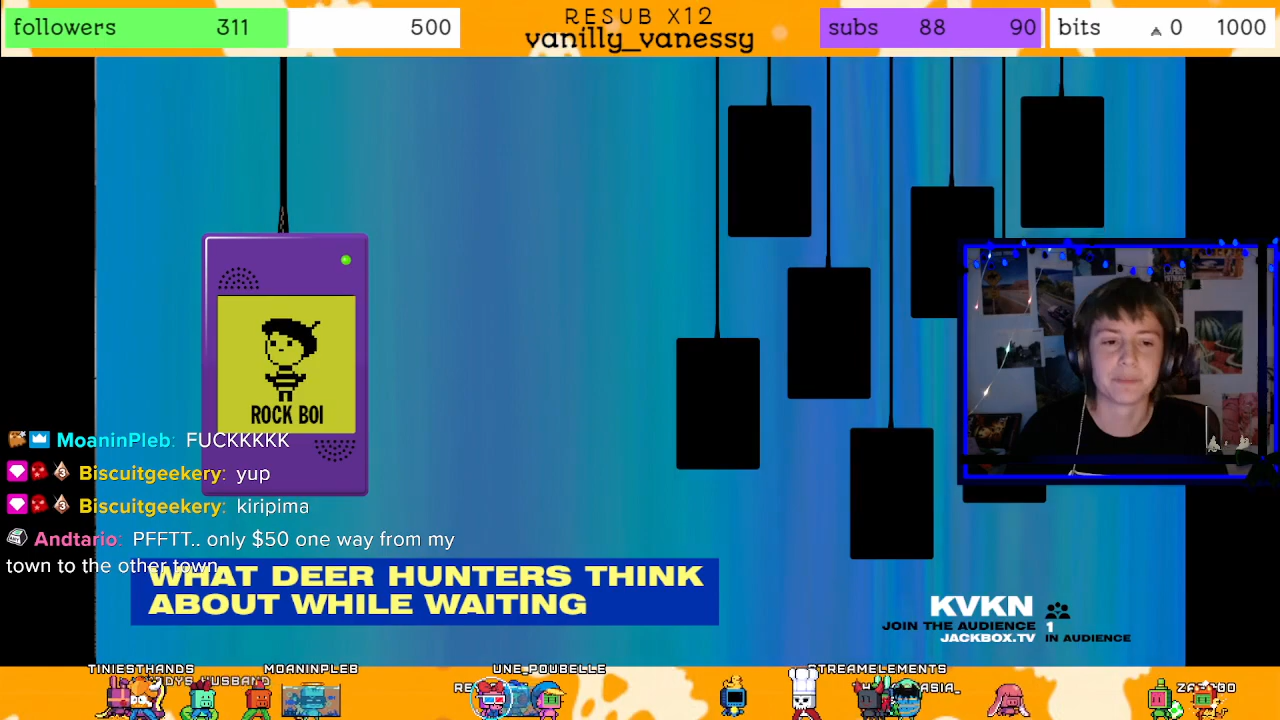 followers 311 500
RESUB X12
vanilly_vanessy
subs 88 90
bits 0 1000
ROCK BOI
MoaninPleb: FUCKKKKK
Biscuitgeekery: yup
Biscuitgeekery: kiripima
Andtario: PFFTT.. only $50 one way from my
town to the other town
WHAT DEER HUNTERS THINK
ABOUT WHILE WAITING
KVKN
JOIN THE AUDIENCE 1
JACKBOX.TV IN AUDIENCE
TINIESTHANDS MOANINPLEB UNE_POUBELLE STREAMELEMENTS